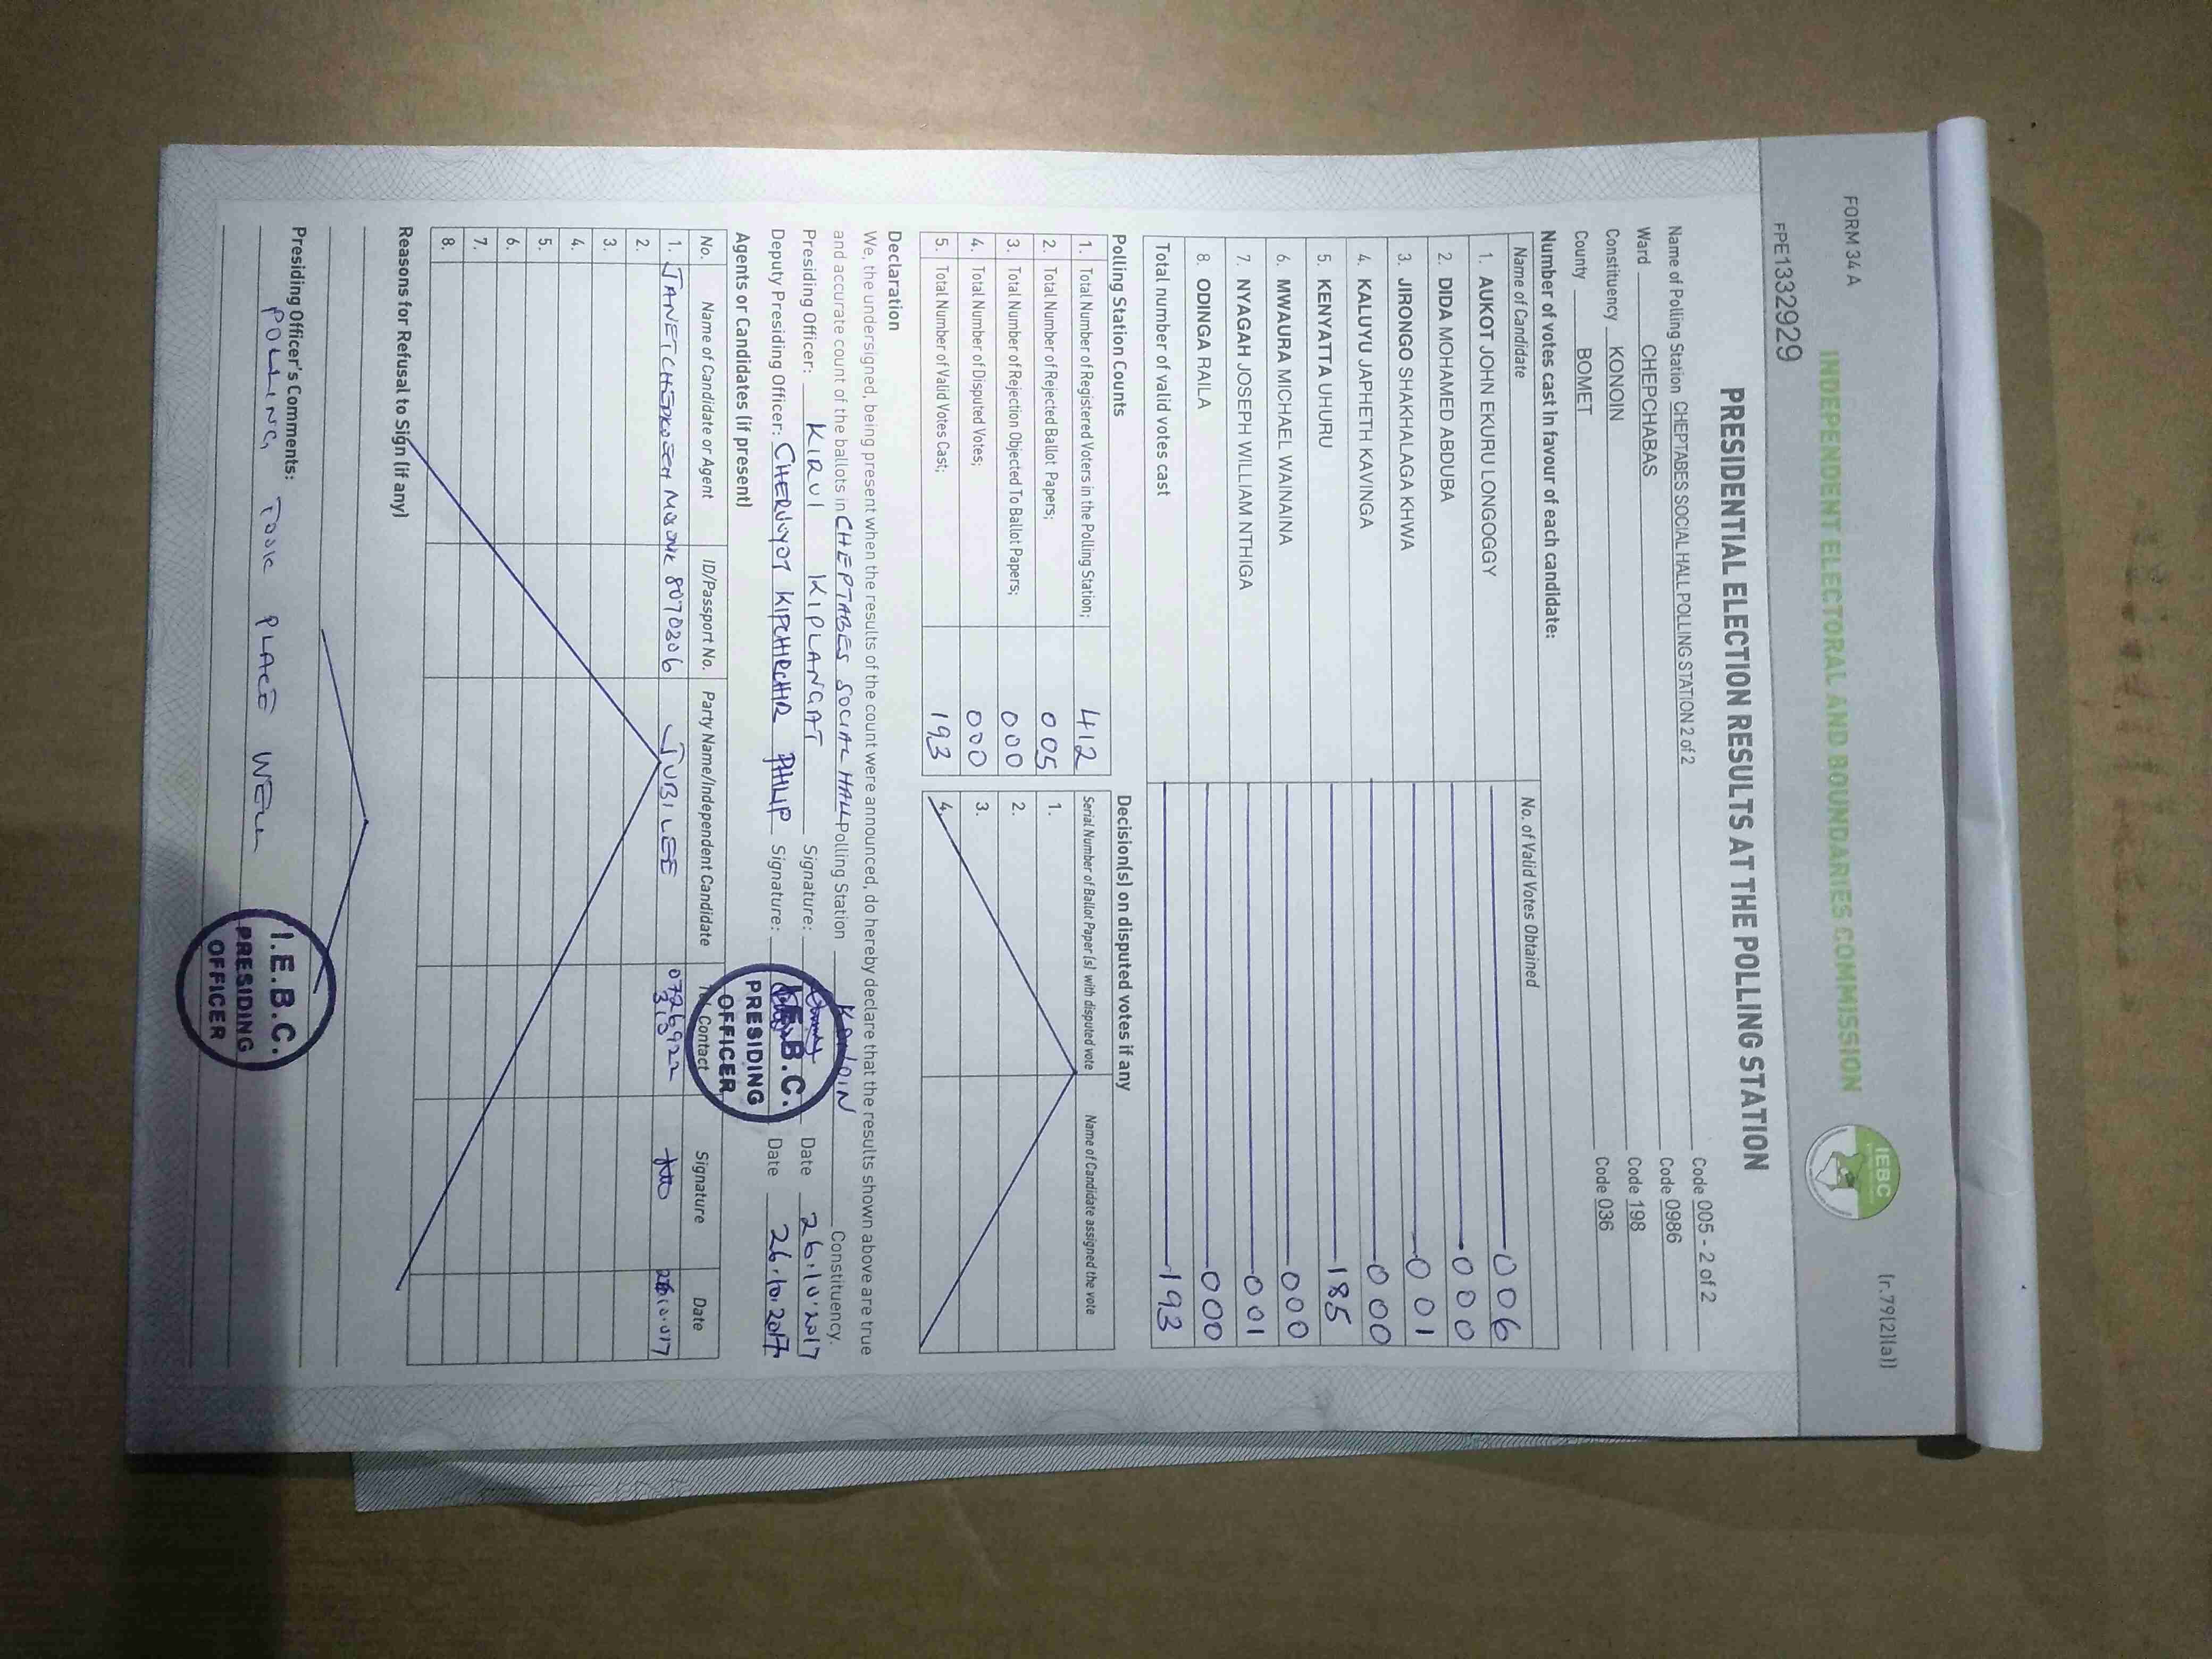 FORM 34 A
(r.79(2)(a))
INDEPENDENT ELECTORAL AND BOUNDARIES COMMISSION
IEBC
FPE1332929
PRESIDENTIAL ELECTION RESULTS AT THE POLLING STATION
Name of Polling Station CHEPTABES SOCIAL HALL POLLING STATION 2 of 2 Code 005 - 2 of 2
Ward CHEPCHABAS Code 0986
Constituency KONOIN Code 198
County BOMET Code 036
Number of votes cast in favour of each candidate:
Name of Candidate No. of Valid Votes Obtained
1. AUKOT JOHN EKURU LONGOGGY 006
2. DIDA MOHAMED ABDUBA 000
3. JIRONGO SHAKHALAGA KHWA 001
4. KALUYU JAPHETH KAVINGA 000
5. KENYATTA UHURU 185
6. MWAURA MICHAEL WAINAINA 000
7. NYAGAH JOSEPH WILLIAM NTHIGA 001
8. ODINGA RAILA 000
Total number of valid votes cast 193
Polling Station Counts
1. Total Number of Registered Voters in the Polling Station; 412
2. Total Number of Rejected Ballot Papers; 005
3. Total Number of Rejection Objected To Ballot Papers; 000
4. Total Number of Disputed Votes; 000
5. Total Number of Valid Votes Cast; 193
Decision(s) on disputed votes if any
Serial Number of Ballot Paper (s) with disputed vote Name of Candidate assigned the vote
1.
2.
3.
4.
Declaration
We, the undersigned, being present when the results of the count were announced, do hereby declare that the results shown above are true
and accurate count of the ballots in CHEPTABES SOCIAL HALL Polling Station KONOIN Constituency.
Presiding Officer: KIRUI KIPLANGAT Signature: Date 26.10.2017
Deputy Presiding Officer: CHERUIYOT KIPCHIRCHIR PHILIP Signature: Date 26.10.2017
I.E.B.C.
PRESIDING
OFFICER
Agents or Candidates (if present)
No. Name of Candidate or Agent ID/Passport No. Party Name/Independent Candidate Contact Signature Date
1. JANET CHEPKOECH 8070206 JUBILEE
2.
3.
4.
5.
6.
7.
8.
Reasons for Refusal to Sign (if any)
Presiding Officer's Comments:
POLLING TOOK PLACE WELL
I.E.B.C.
PRESIDING
OFFICER